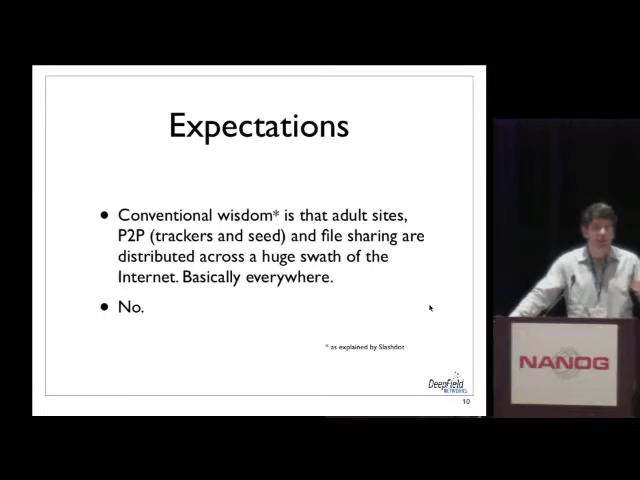 Expectations
• Conventional wisdom* is that adult sites,
P2P (trackers and seed) and file sharing are
distributed across a huge swath of the
Internet. Basically everywhere.
• No.
* as explained by Slashdot
DeepField
NETWORKS
10
NANOG